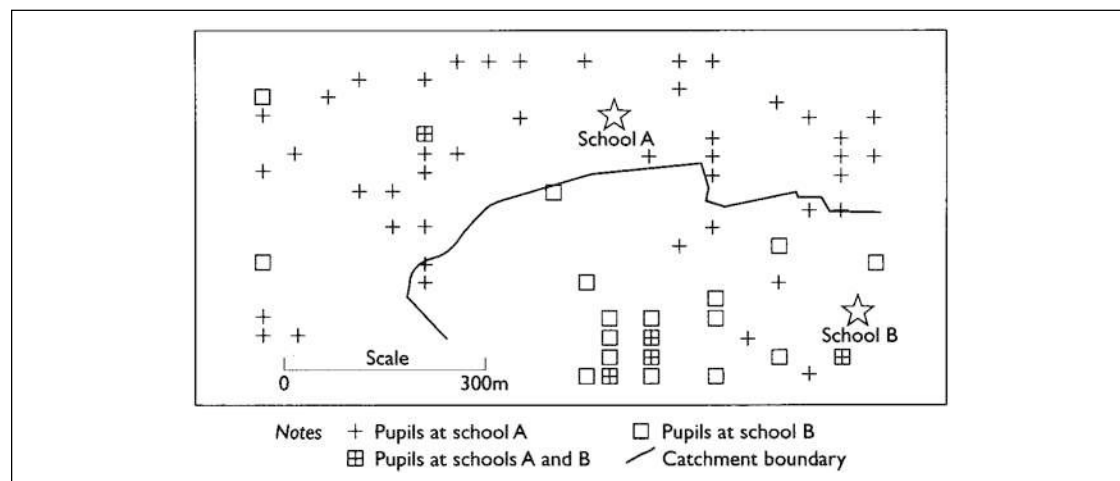 School A
School B
Scale
0 300m
Notes + Pupils at school A □ Pupils at school B
⊞ Pupils at schools A and B Catchment boundary